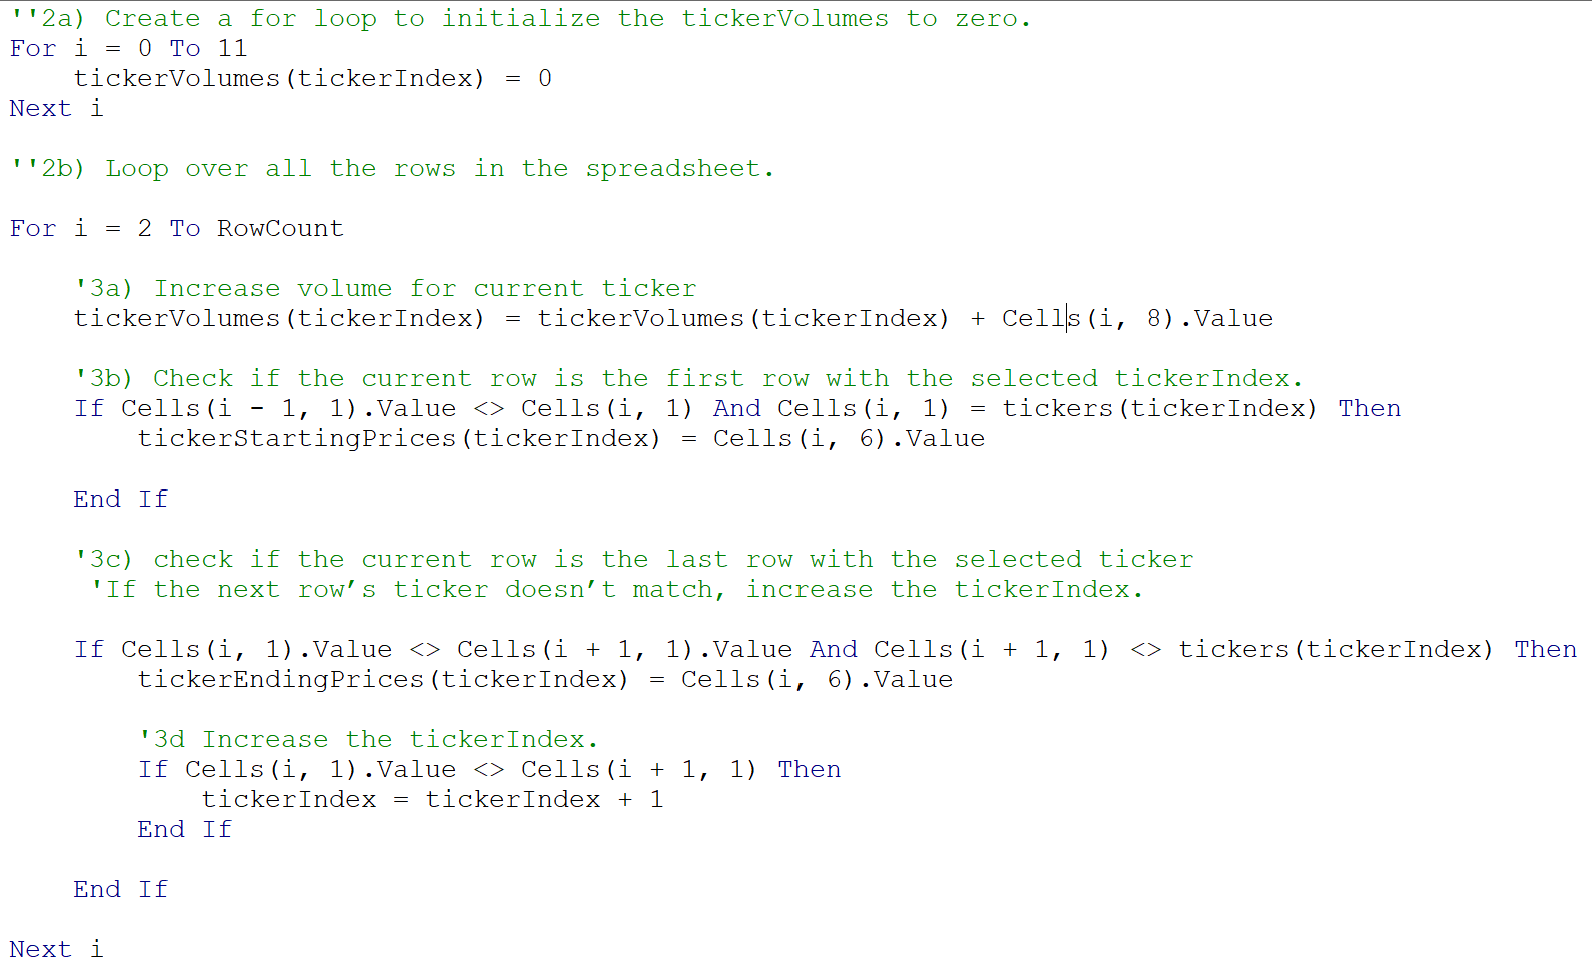 ''2a) Create a for loop to initialize the tickerVolumes to zero.
For i = 0 To 11
    tickerVolumes(tickerIndex) = 0
Next i
''2b) Loop over all the rows in the spreadsheet.
For i = 2 To RowCount
    '3a) Increase volume for current ticker
    tickerVolumes(tickerIndex) = tickerVolumes(tickerIndex) + Cells(i, 8).Value
    '3b) Check if the current row is the first row with the selected tickerIndex.
    If Cells(i - 1, 1).Value <> Cells(i, 1) And Cells(i, 1) = tickers(tickerIndex) Then
        tickerStartingPrices(tickerIndex) = Cells(i, 6).Value
    End If
    '3c) check if the current row is the last row with the selected ticker
     'If the next row’s ticker doesn’t match, increase the tickerIndex.
    If Cells(i, 1).Value <> Cells(i + 1, 1).Value And Cells(i + 1, 1) <> tickers(tickerIndex) Then
        tickerEndingPrices(tickerIndex) = Cells(i, 6).Value
        '3d Increase the tickerIndex.
        If Cells(i, 1).Value <> Cells(i + 1, 1) Then
            tickerIndex = tickerIndex + 1
        End If
    End If
Next i